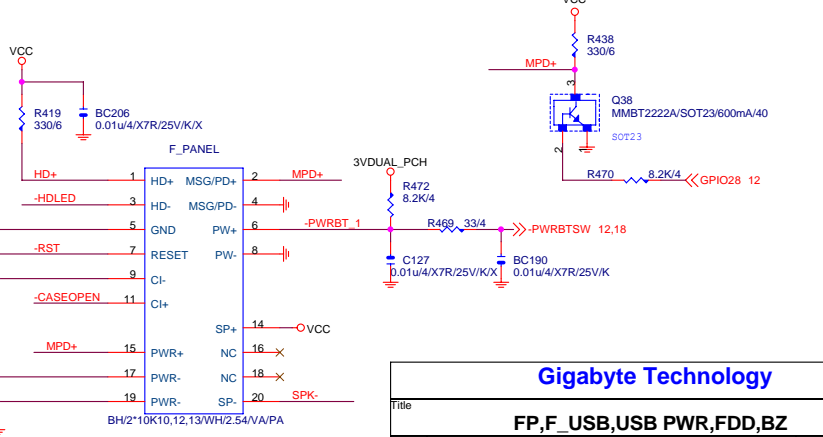 VCC
R438
330/6
MPD+
3
Q38
MMBT2222A/SOT23/600mA/40
SOT23
2
1
R470
8.2K/4
GPIO28 12
VCC
R419
330/6
BC206
0.01u/4/X7R/25V/K/X
F_PANEL
HD+ 1 HD+ MSG/PD+ 2 MPD+
-HDLED 3 HD- MSG/PD- 4
5 GND PW+ 6 -PWRBT_1
-RST 7 RESET PW- 8
9 CI-
-CASEOPEN 11 CI+
SP+ 14 VCC
MPD+ 15 PWR+ NC 16
17 PWR- NC 18
19 PWR- SP- 20 SPK-
BH/2*10K10,12,13/WH/2.54/VA/PA
3VDUAL_PCH
R472
8.2K/4
R469 33/4
-PWRBTSW 12,18
C127
0.01u/4/X7R/25V/K/X
BC190
0.01u/4/X7R/25V/K
Gigabyte Technology
Title
FP,F_USB,USB PWR,FDD,BZ